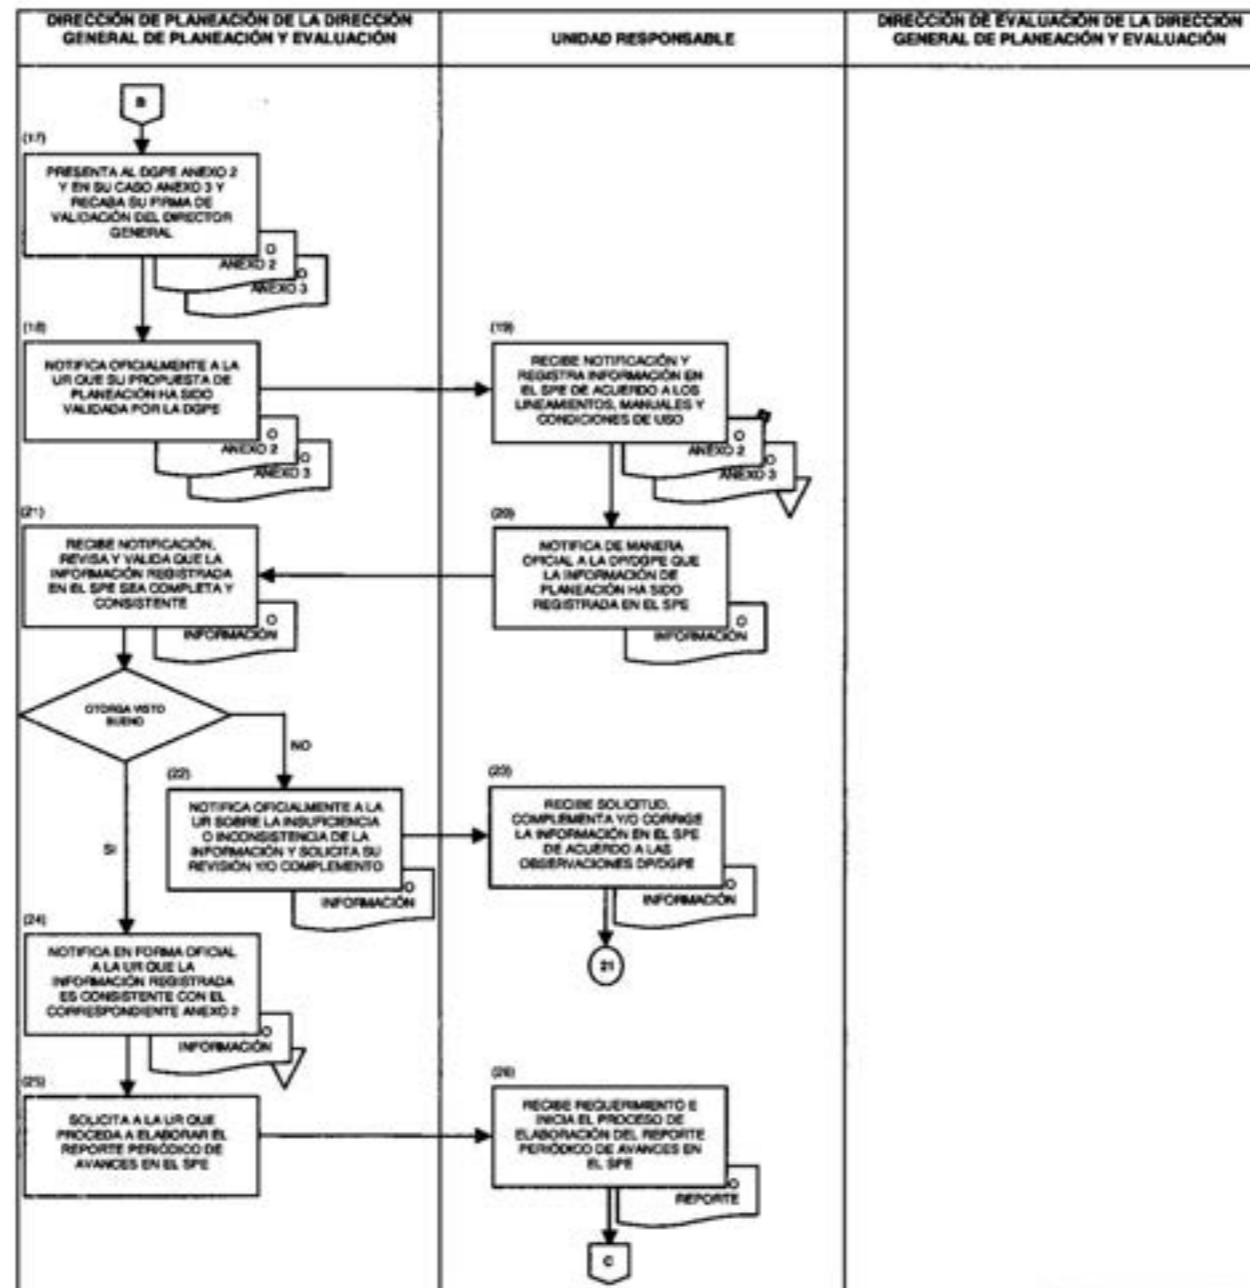 DIRECCIÓN DE PLANEACIÓN DE LA DIRECCIÓN
GENERAL DE PLANEACIÓN Y EVALUACIÓN
UNIDAD RESPONSABLE
DIRECCIÓN DE EVALUACIÓN DE LA DIRECCIÓN
GENERAL DE PLANEACIÓN Y EVALUACIÓN
B
(17)
PRESENTA AL DGPE ANEXO 2
Y EN SU CASO ANEXO 3 Y
RECABA SU FIRMA DE
VALIDACIÓN DEL DIRECTOR
GENERAL
O
ANEXO 2
O
ANEXO 3
(18)
NOTIFICA OFICIALMENTE A LA
UR QUE SU PROPUESTA DE
PLANEACIÓN HA SIDO
VALIDADA POR LA DGPE
O
ANEXO 2
O
ANEXO 3
(19)
RECIBE NOTIFICACIÓN Y
REGISTRA INFORMACIÓN EN
EL SPE DE ACUERDO A LOS
LINEAMIENTOS, MANUALES Y
CONDICIONES DE USO
O
ANEXO 2
O
ANEXO 3
(20)
NOTIFICA DE MANERA
OFICIAL A LA DP/DGPE QUE
LA INFORMACIÓN DE
PLANEACIÓN HA SIDO
REGISTRADA EN EL SPE
O
INFORMACIÓN
(21)
RECIBE NOTIFICACIÓN,
REVISA Y VALIDA QUE LA
INFORMACIÓN REGISTRADA
EN EL SPE SEA COMPLETA Y
CONSISTENTE
O
INFORMACIÓN
OTORGA VISTO
BUENO
NO
SI
(22)
NOTIFICA OFICIALMENTE A LA
UR SOBRE LA INSUFICIENCIA
O INCONSISTENCIA DE LA
INFORMACIÓN Y SOLICITA SU
REVISIÓN Y/O COMPLEMENTO
O
INFORMACIÓN
(23)
RECIBE SOLICITUD,
COMPLEMENTA Y/O CORRIGE
LA INFORMACIÓN EN EL SPE
DE ACUERDO A LAS
OBSERVACIONES DP/DGPE
O
INFORMACIÓN
21
(24)
NOTIFICA EN FORMA OFICIAL
A LA UR QUE LA
INFORMACIÓN REGISTRADA
ES CONSISTENTE CON EL
CORRESPONDIENTE ANEXO 2
O
INFORMACIÓN
(25)
SOLICITA A LA UR QUE
PROCEDA A ELABORAR EL
REPORTE PERIÓDICO DE
AVANCES EN EL SPE
(26)
RECIBE REQUERIMIENTO E
INICIA EL PROCESO DE
ELABORACIÓN DEL REPORTE
PERIÓDICO DE AVANCES EN
EL SPE
O
REPORTE
C